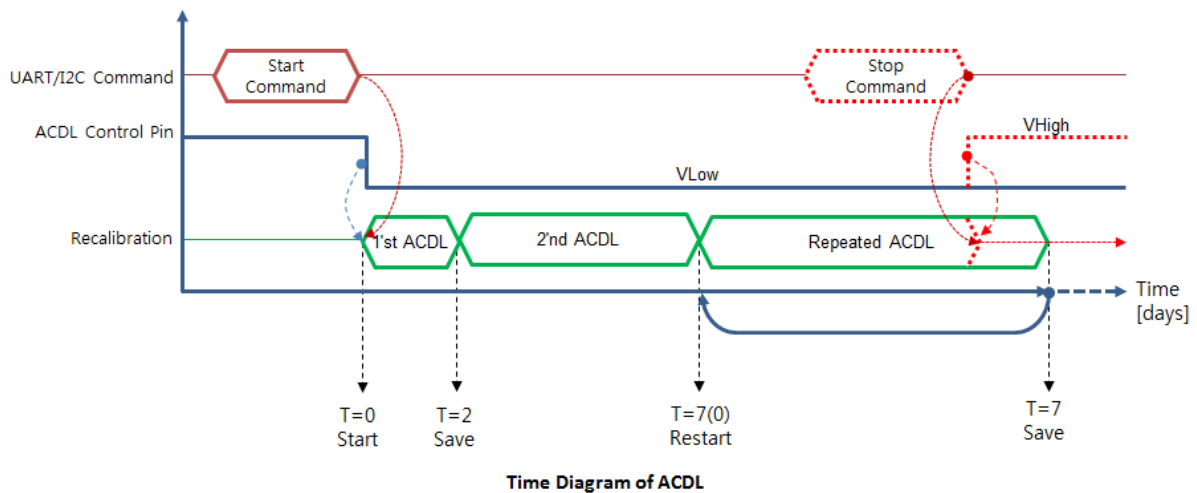 UART/I2C Command
Start
Command
Stop
Command
ACDL Control Pin
VHigh
VLow
Recalibration
1'st ACDL
2'nd ACDL
Repeated ACDL
Time
[days]
T=0
Start
T=2
Save
T=7(0)
Restart
T=7
Save
Time Diagram of ACDL